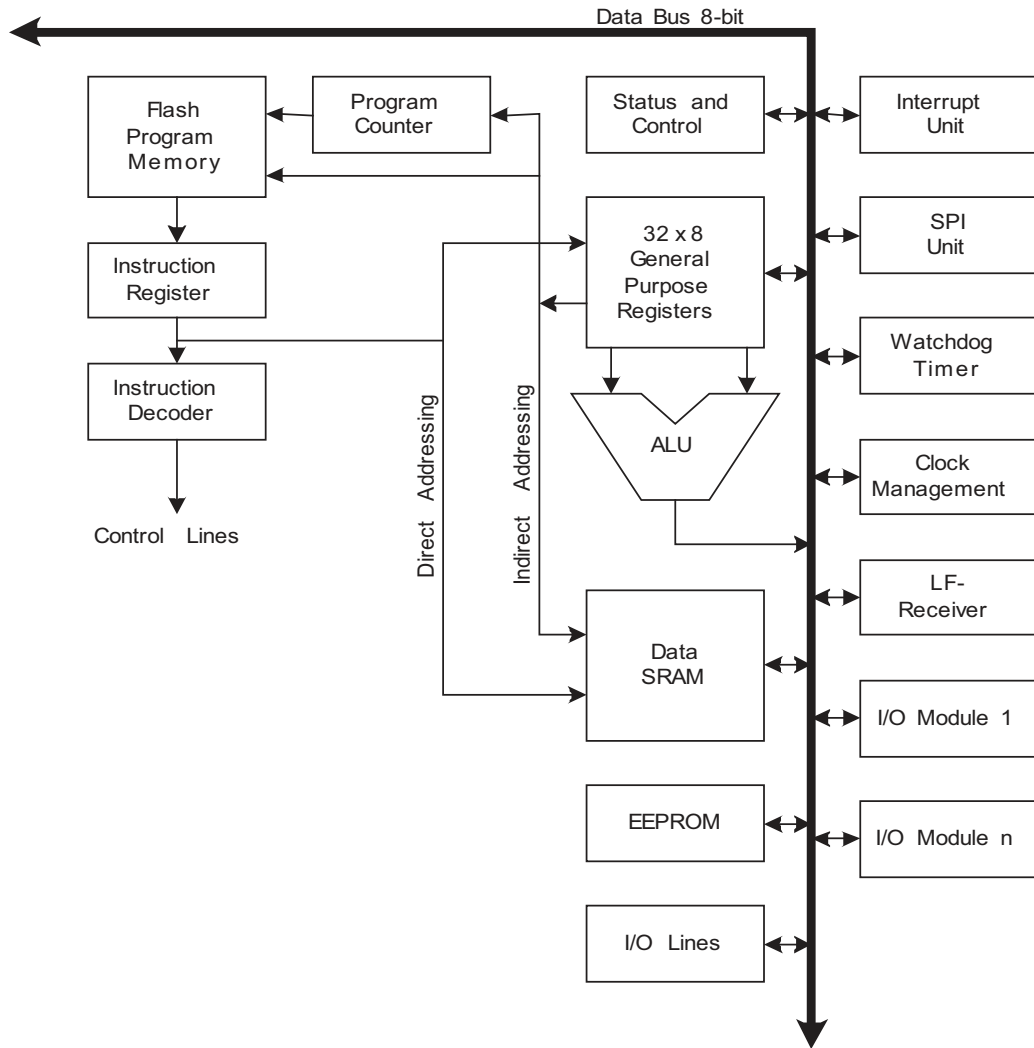 Data Bus 8-bit
Flash
Program
Memory
Program
Counter
Status and
Control
Interrupt
Unit
32 x 8
General
Purpose
Registers
SPI
Unit
Instruction
Register
Watchdog
Timer
Instruction
Decoder
Direct Addressing
Indirect Addressing
ALU
Clock
Management
Control Lines
LF-
Receiver
Data
SRAM
I/O Module 1
EEPROM
I/O Module n
I/O Lines